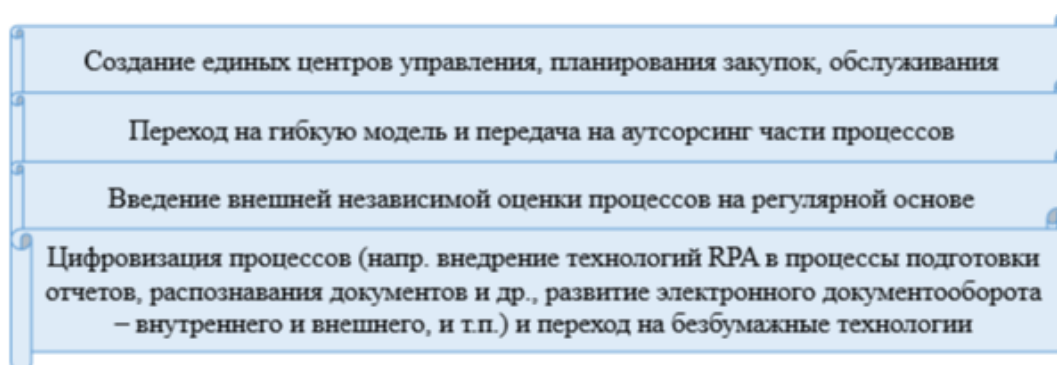 Создание единых центров управления, планирования закупок, обслуживания
Переход на гибкую модель и передача на аутсорсинг части процессов
Введение внешней независимой оценки процессов на регулярной основе
Цифровизация процессов (напр. внедрение технологий RPA в процессы подготовки
отчетов, распознавания документов и др., развитие электронного документооборота
– внутреннего и внешнего, и т.п.) и переход на безбумажные технологии